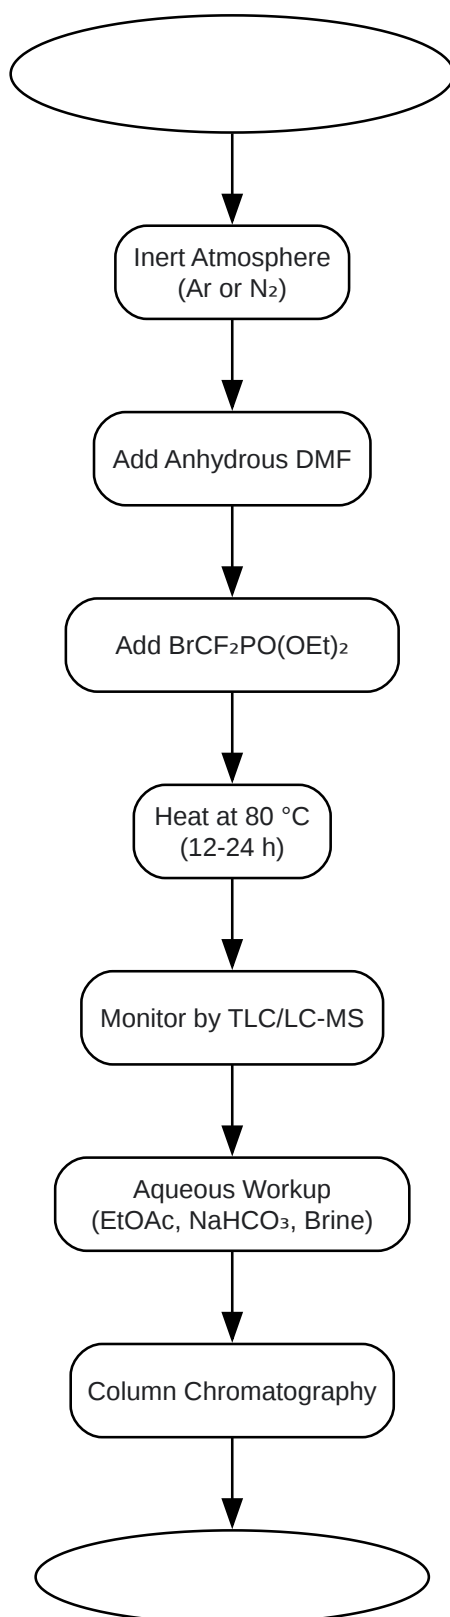 Inert Atmosphere
(Ar or N₂)
Add Anhydrous DMF
Add BrCF₂PO(OEt)₂
Heat at 80 °C
(12-24 h)
Monitor by TLC/LC-MS
Aqueous Workup
(EtOAc, NaHCO₃, Brine)
Column Chromatography